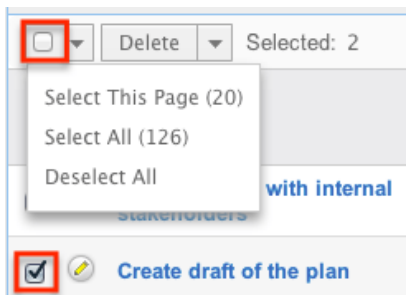 Delete Selected: 2
Select This Page (20)
Select All (126)
Deselect All
with internal
stakeholders
Create draft of the plan